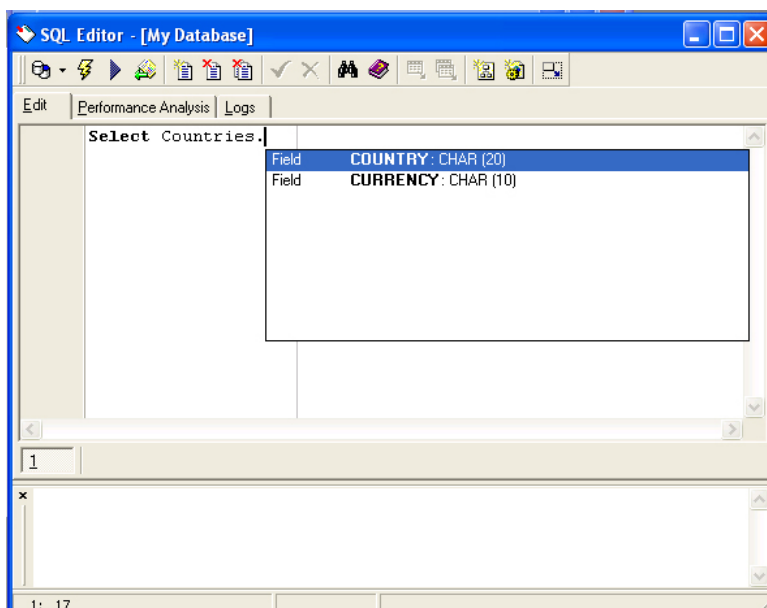 SQL Editor - [My Database]
Edit Performance Analysis Logs
Select Countries.
Field COUNTRY : CHAR (20)
Field CURRENCY : CHAR (10)
1
x
1: 17